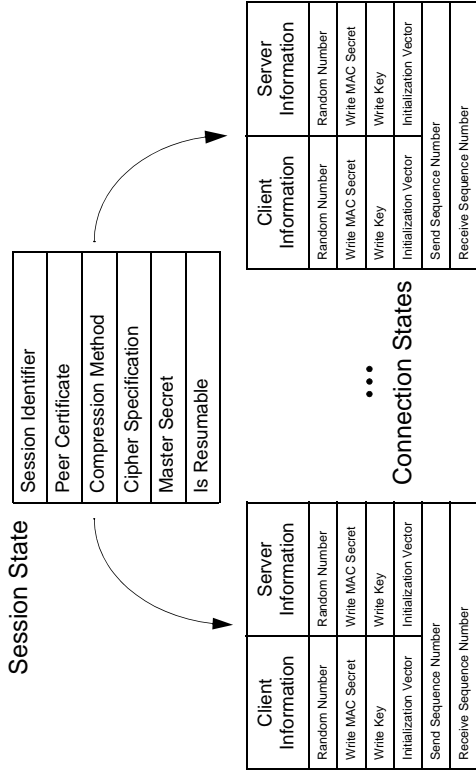 Session State
Session Identifier
Peer Certificate
Compression Method
Cipher Specification
Master Secret
Is Resumable
Client
Information
Server
Information
Random Number
Random Number
Write MAC Secret
Write MAC Secret
Write Key
Write Key
Initialization Vector
Initialization Vector
Send Sequence Number
Receive Sequence Number
•••
Connection States
Client
Information
Server
Information
Random Number
Random Number
Write MAC Secret
Write MAC Secret
Write Key
Write Key
Initialization Vector
Initialization Vector
Send Sequence Number
Receive Sequence Number